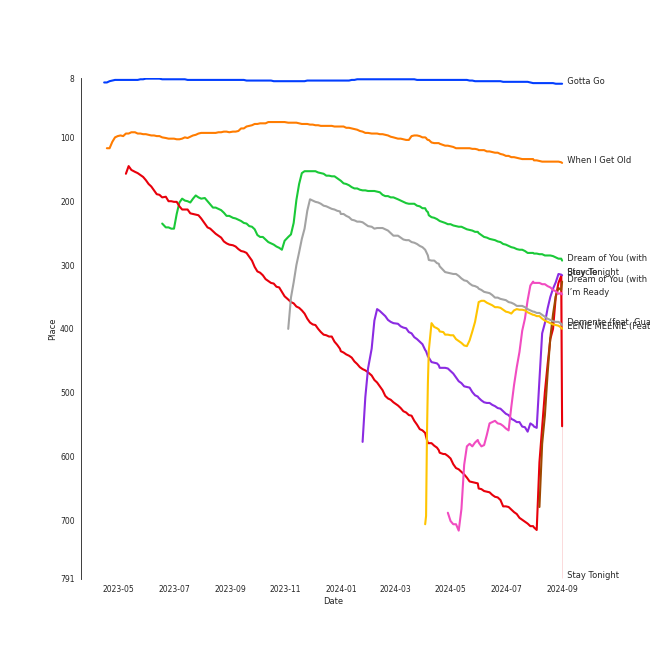 8
100
200
300
400
500
600
700
791
Place
2023-05
2023-07
2023-09
2023-11
2024-01
2024-03
2024-05
2024-07
2024-09
Date
Gotta Go
When I Get Old
Dream of You (with
Stay Tonight
Dream of You (with
I'm Ready
Demente (feat. Gua
EENIE MEENIE (Feat
Stay Tonight